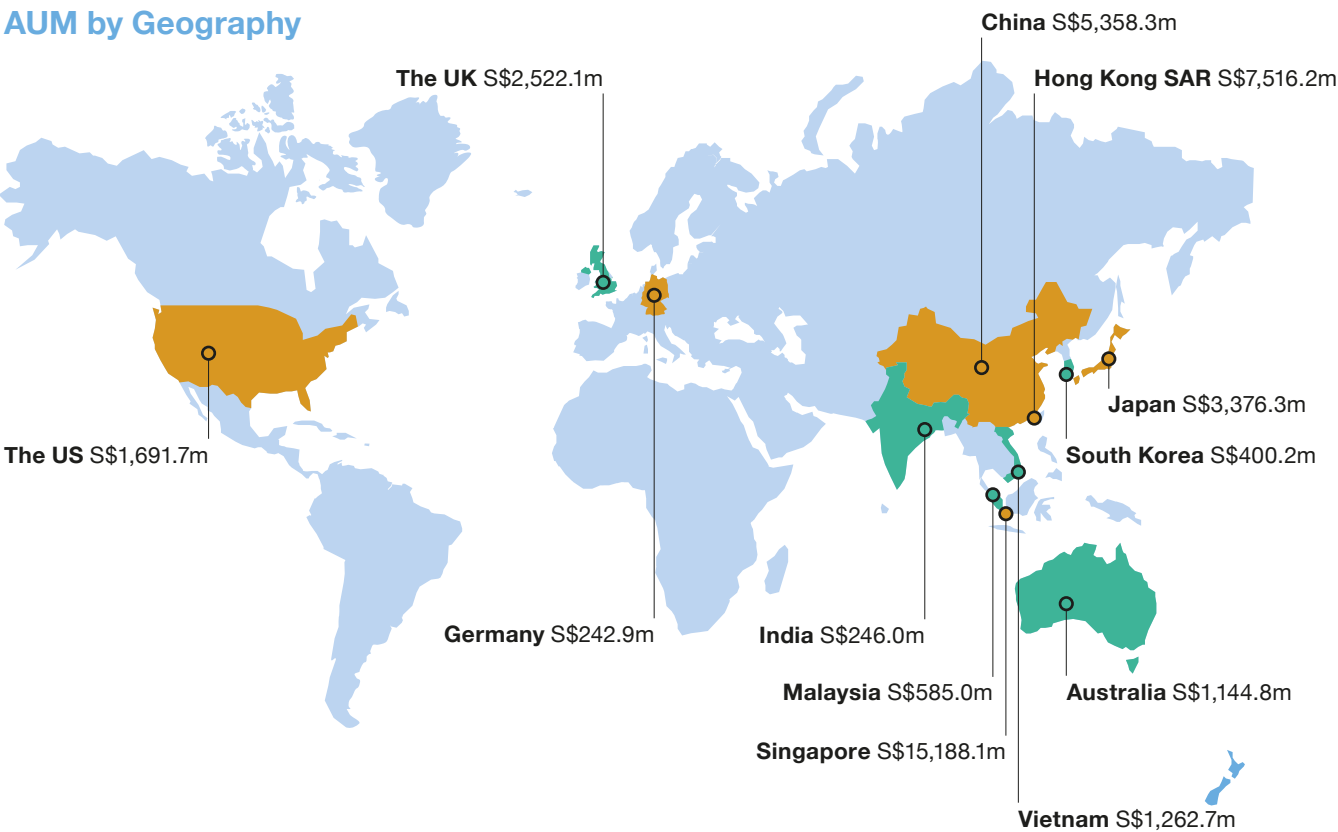 AUM by Geography
China S$5,358.3m
The UK S$2,522.1m
Hong Kong SAR S$7,516.2m
Japan S$3,376.3m
The US S$1,691.7m
South Korea S$400.2m
Germany S$242.9m
India S$246.0m
Malaysia S$585.0m
Australia S$1,144.8m
Singapore S$15,188.1m
Vietnam S$1,262.7m